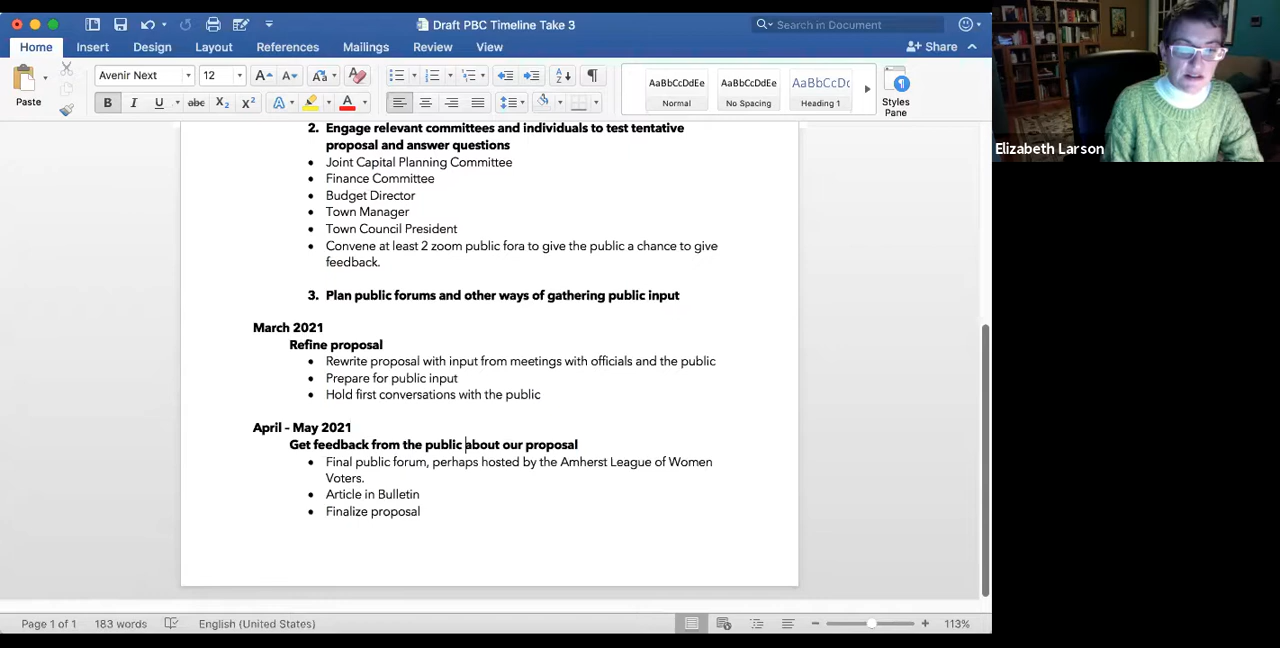 Draft PBC Timeline Take 3
Search in Document
Home Insert Design Layout References Mailings Review View Share
Paste
Avenir Next 12
AaBbCcDdEe AaBbCcDdEe AaBbCcDc
Normal No Spacing Heading 1
Styles
Pane
Elizabeth Larson
2. Engage relevant committees and individuals to test tentative
proposal and answer questions
• Joint Capital Planning Committee
• Finance Committee
• Budget Director
• Town Manager
• Town Council President
• Convene at least 2 zoom public fora to give the public a chance to give
feedback.
3. Plan public forums and other ways of gathering public input
March 2021
Refine proposal
• Rewrite proposal with input from meetings with officials and the public
• Prepare for public input
• Hold first conversations with the public
April – May 2021
Get feedback from the public about our proposal
• Final public forum, perhaps hosted by the Amherst League of Women
Voters.
• Article in Bulletin
• Finalize proposal
Page 1 of 1 183 words English (United States) 113%